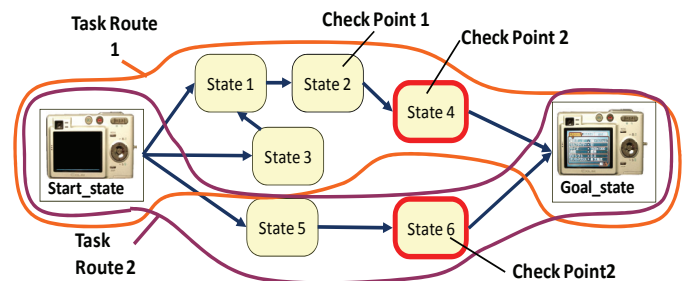 Task Route
1
Check Point 1
Check Point 2
State 1
State 2
State 4
State 3
Start_state
Goal_state
State 5
State 6
Task
Route 2
Check Point2